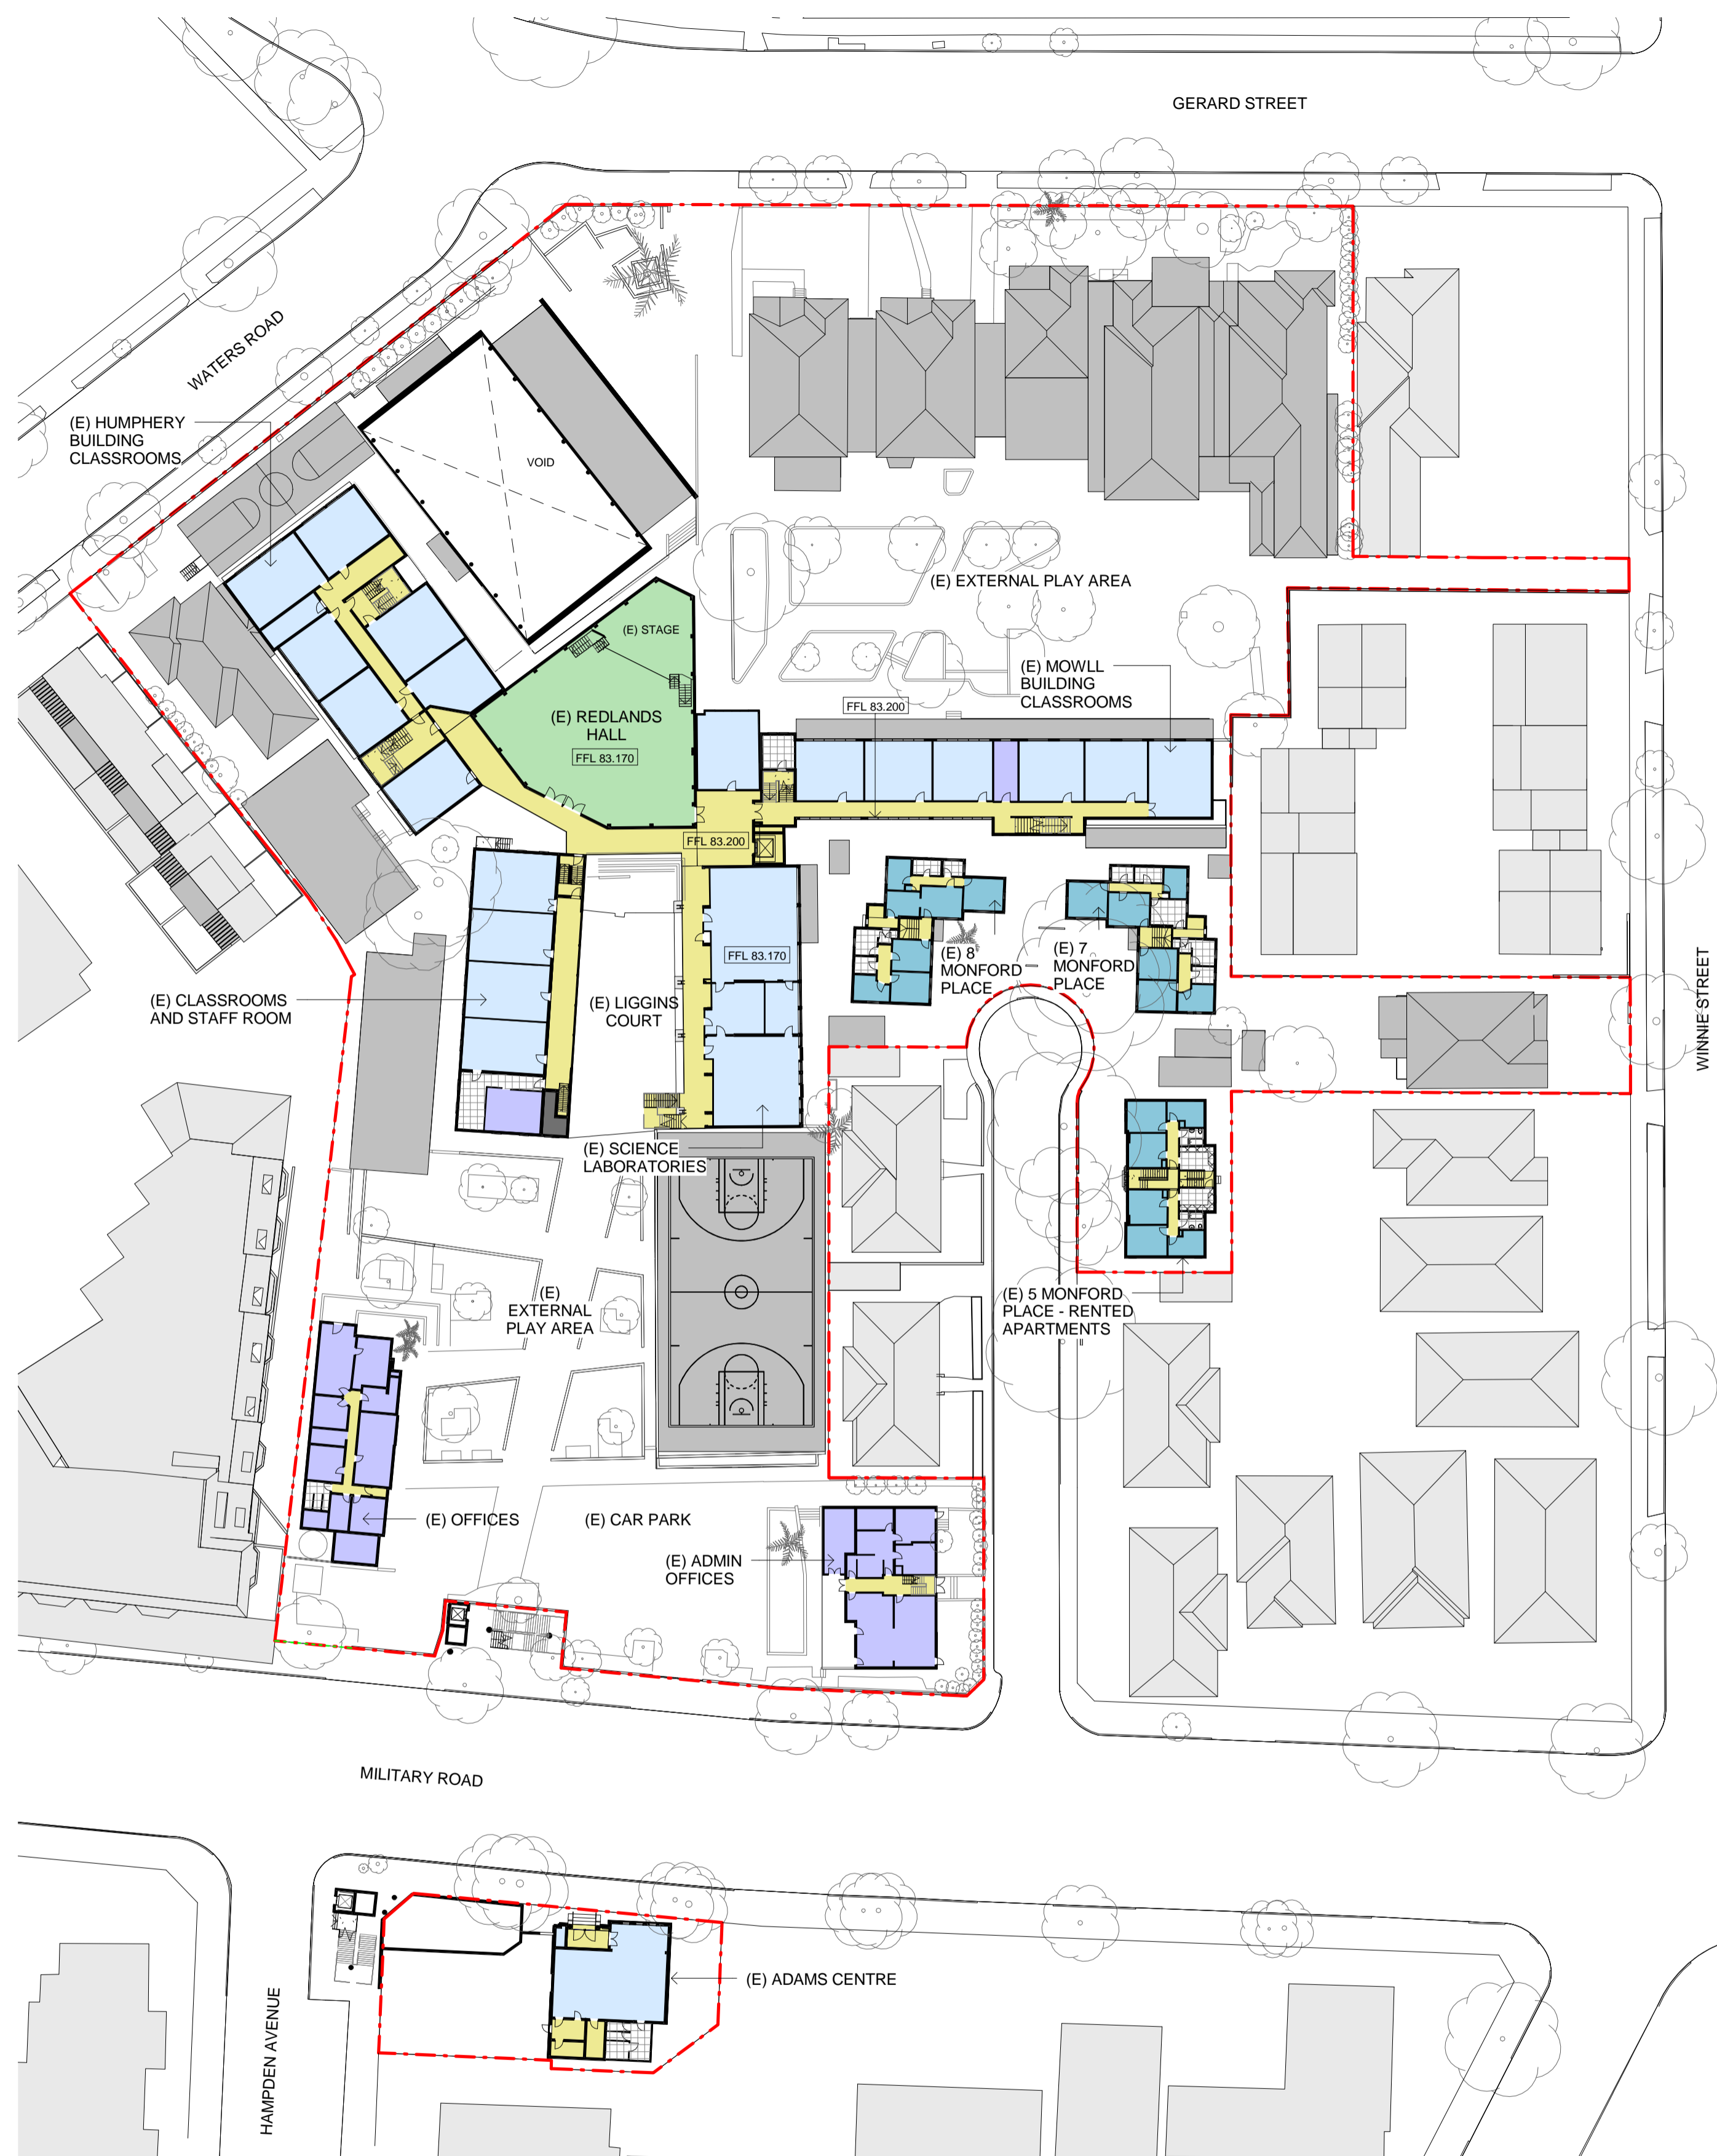 GERARD STREET
WATERS ROAD
(E) HUMPHERY
BUILDING
CLASSROOMS
VOID
(E) EXTERNAL PLAY AREA
(E) STAGE
(E) MOWLL
BUILDING
CLASSROOMS
(E) REDLANDS
HALL
FFL 83.170
FFL 83.200
FFL 83.200
FFL 83.170
(E) 8
MONFORD
PLACE
(E) 7
MONFORD
PLACE
(E) CLASSROOMS
AND STAFF ROOM
(E) LIGGINS
COURT
WINNIE STREET
(E) SCIENCE
LABORATORIES
(E)
EXTERNAL
PLAY AREA
(E) 5 MONFORD
PLACE - RENTED
APARTMENTS
(E) OFFICES
(E) CAR PARK
(E) ADMIN
OFFICES
MILITARY ROAD
(E) ADAMS CENTRE
HAMPDEN AVENUE